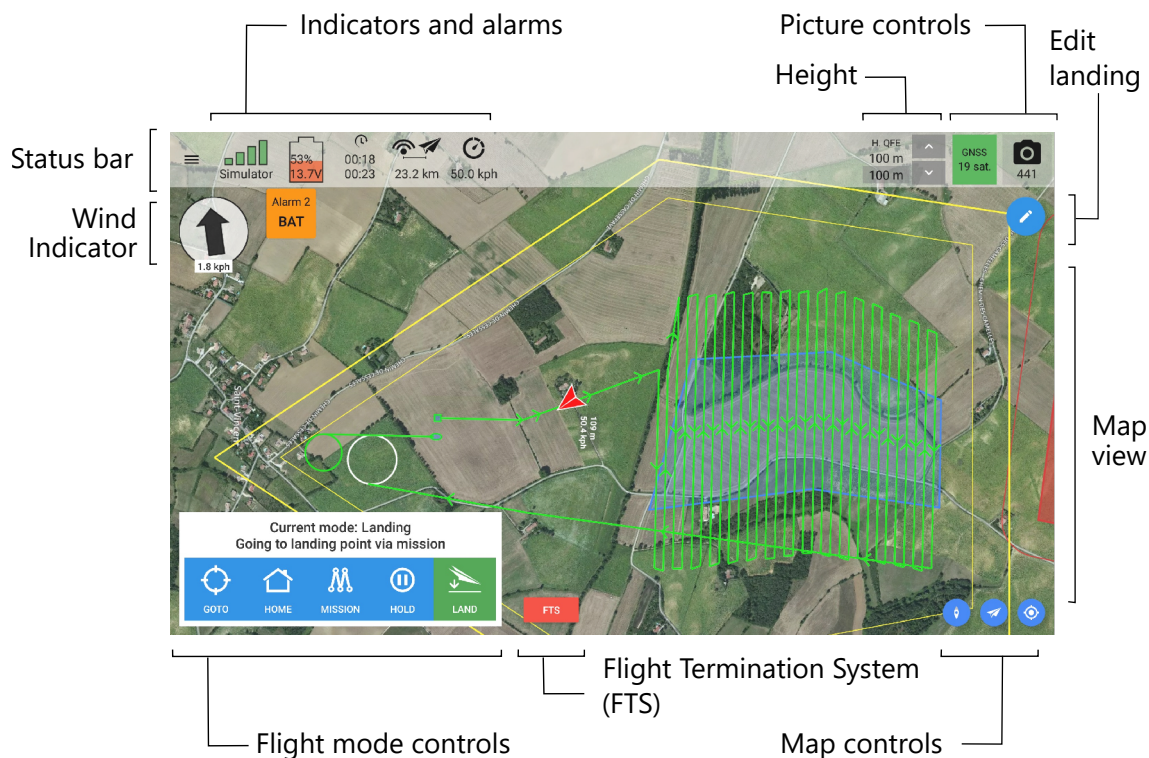 Indicators and alarms
Picture controls
Edit
landing
Height
Status bar
Simulator
53%
13.7V
00:18
00:23
23.2 km
50.0 kph
H. QFE
100 m
100 m
GNSS
19 sat.
441
Wind
Indicator
1.8 kph
Alarm 2
BAT
109 m
50.4 kph
Map
view
Current mode: Landing
Going to landing point via mission
GOTO
HOME
MISSION
HOLD
LAND
FTS
Flight Termination System
(FTS)
Flight mode controls
Map controls